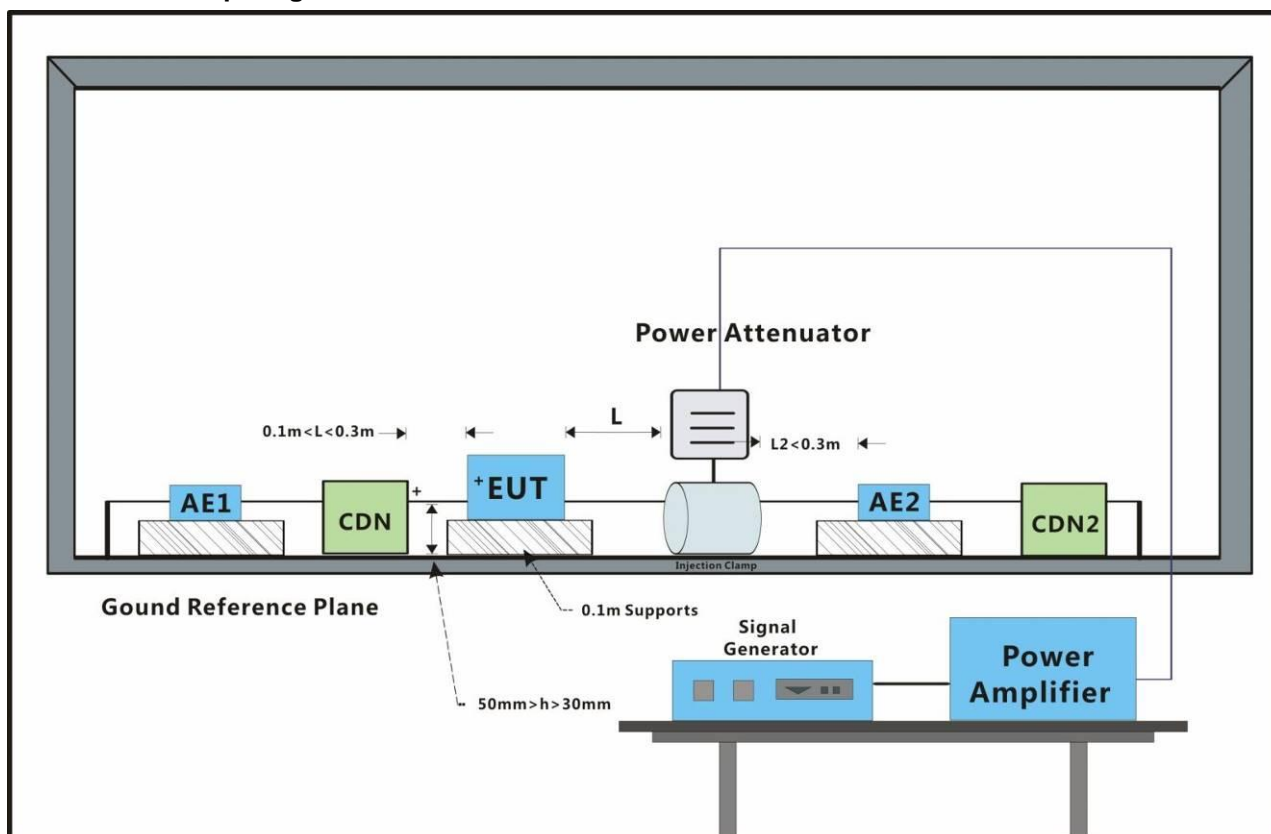 Power Attenuator
0.1m<L<0.3m
L
L2<0.3m
AE1
CDN
+
+EUT
AE2
CDN2
Injection Clamp
Gound Reference Plane
0.1m Supports
50mm>h>30mm
Signal
Generator
Power
Amplifier